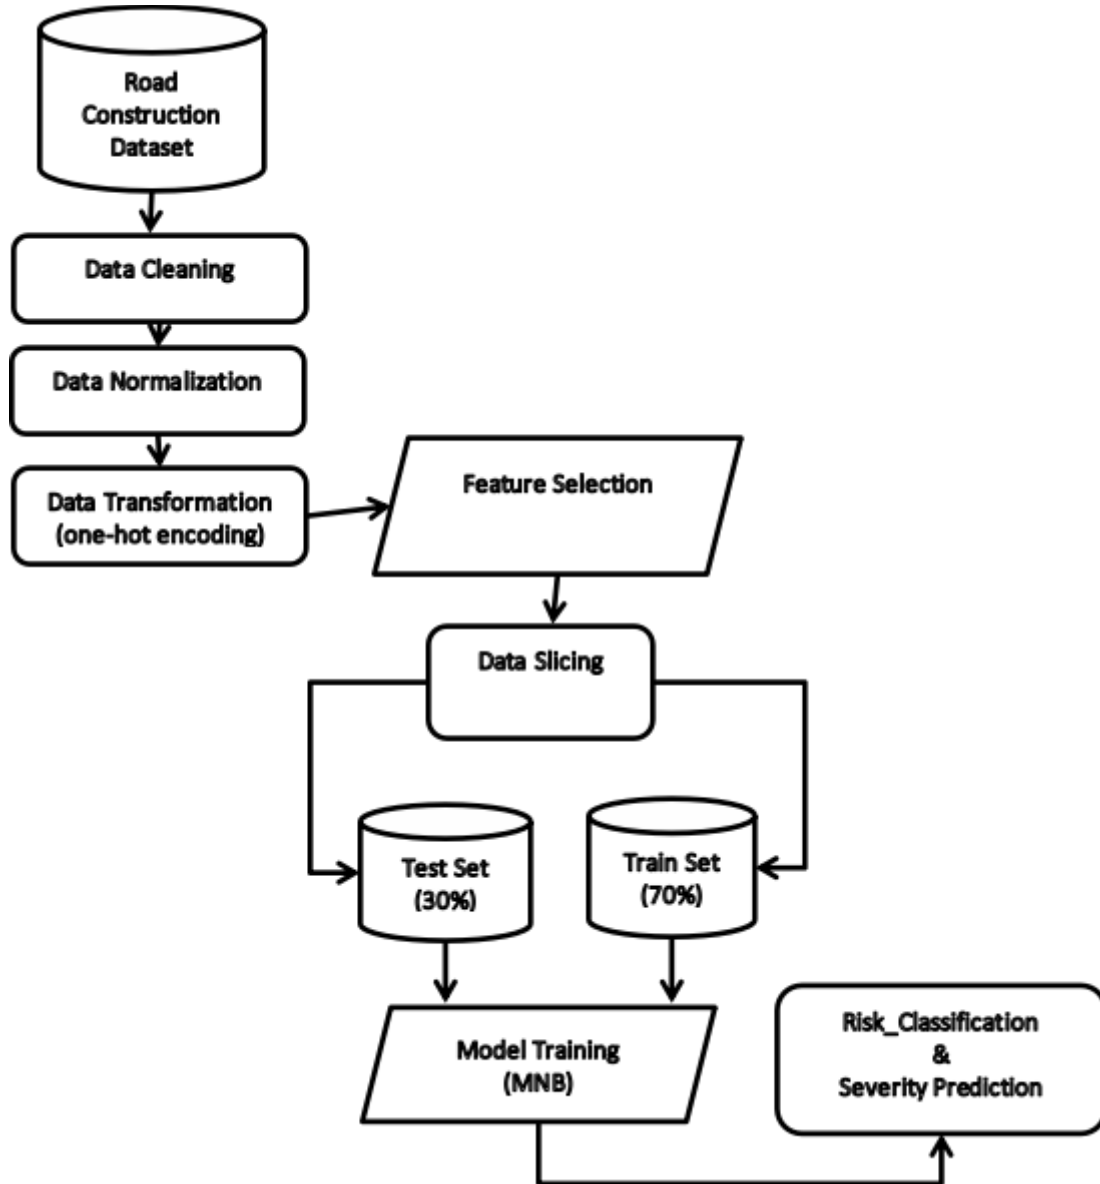 Road
Construction
Dataset
Data Cleaning
Data Normalization
Data Transformation
(one-hot encoding)
Feature Selection
Data Slicing
Test Set
(30%)
Train Set
(70%)
Model Training
(MNB)
Risk_Classification
&
Severity Prediction